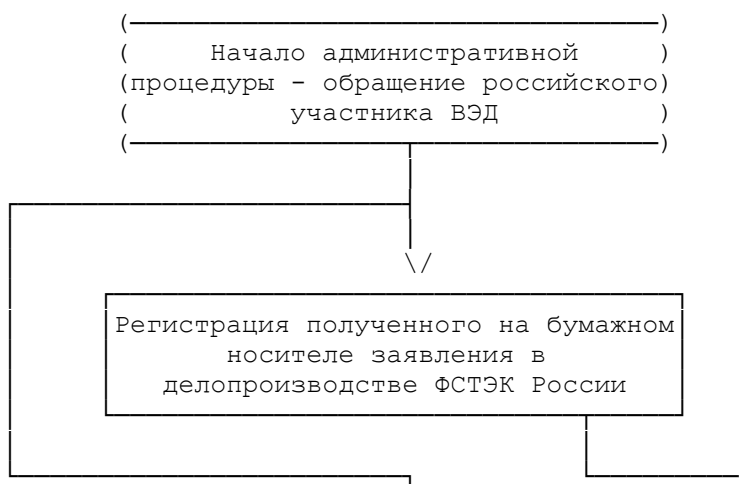 Начало административной
процедуры - обращение российского
участника ВЭД
Регистрация полученного на бумажном
носителе заявления в
делопроизводстве ФСТЭК России